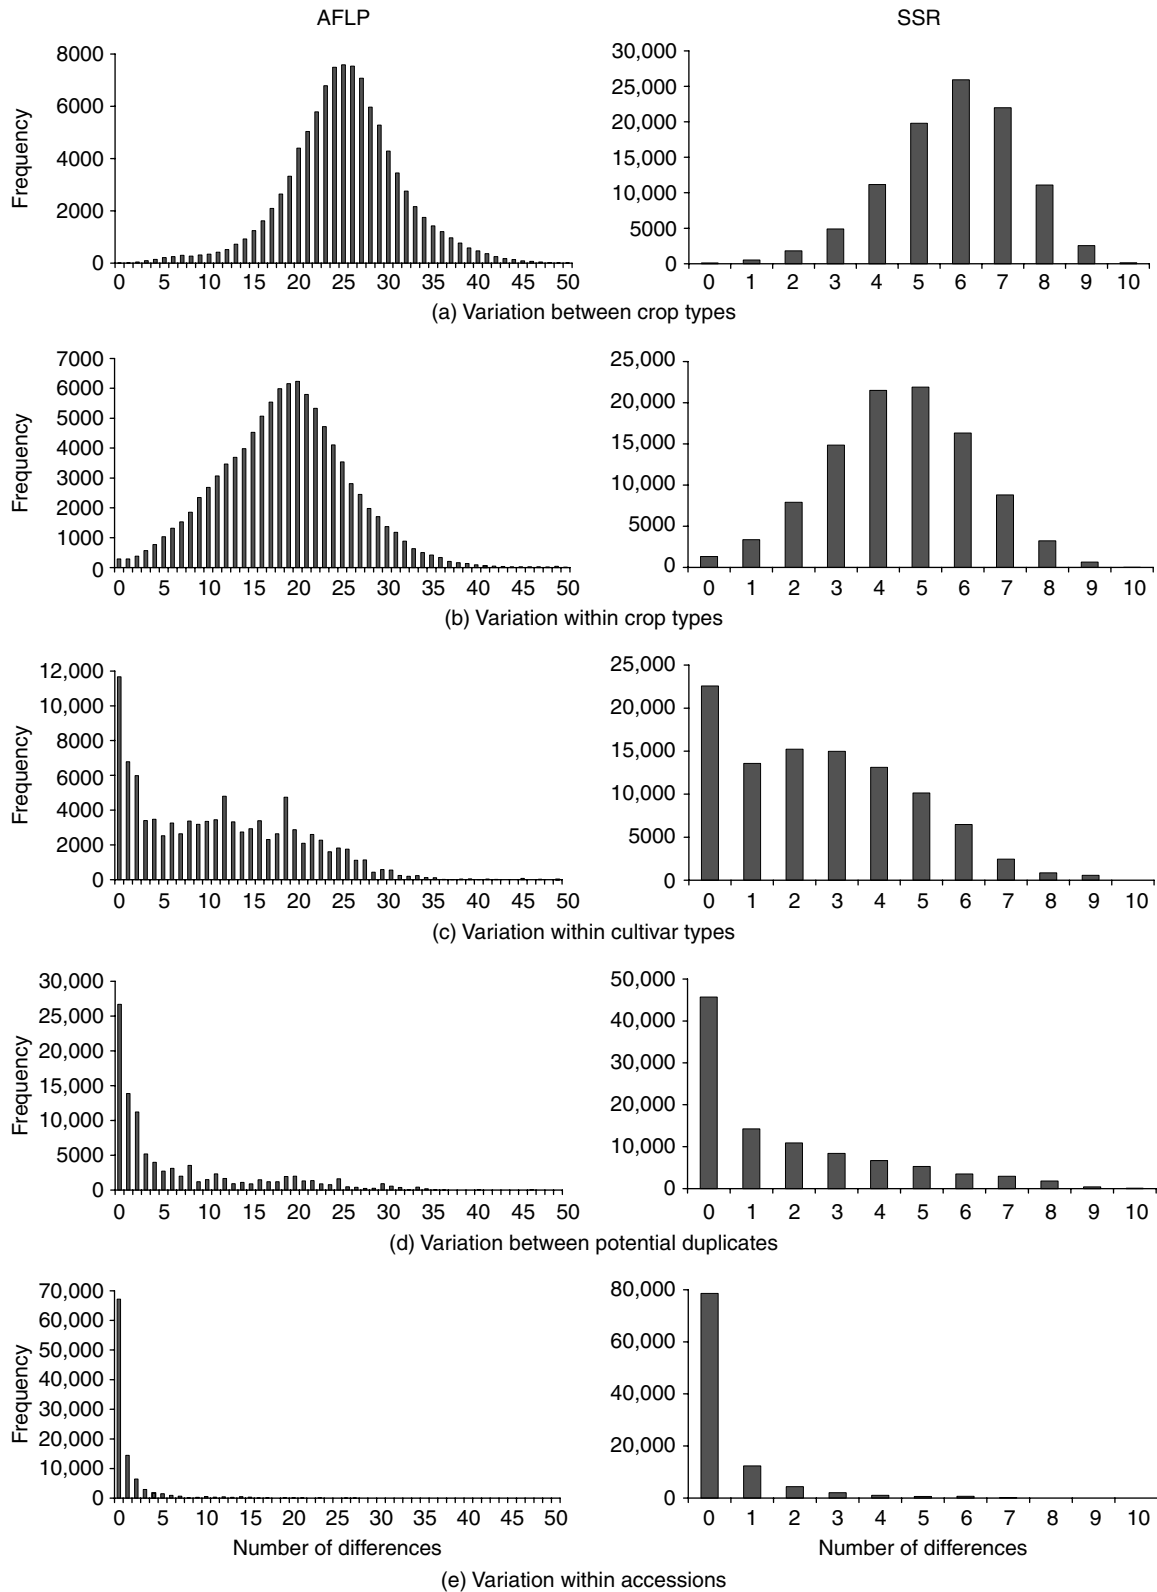 AFLP
SSR
8000
6000
4000
2000
0
Frequency
0 5 10 15 20 25 30 35 40 45 50
30,000
25,000
20,000
15,000
10,000
5000
0
0 1 2 3 4 5 6 7 8 9 10
(a) Variation between crop types
7000
6000
5000
4000
3000
2000
1000
0
Frequency
0 5 10 15 20 25 30 35 40 45 50
25,000
20,000
15,000
10,000
5000
0
0 1 2 3 4 5 6 7 8 9 10
(b) Variation within crop types
12,000
10,000
8000
6000
4000
2000
0
Frequency
0 5 10 15 20 25 30 35 40 45 50
25,000
20,000
15,000
10,000
5000
0
0 1 2 3 4 5 6 7 8 9 10
(c) Variation within cultivar types
30,000
25,000
20,000
15,000
10,000
5000
0
Frequency
0 5 10 15 20 25 30 35 40 45 50
50,000
40,000
30,000
20,000
10,000
0
0 1 2 3 4 5 6 7 8 9 10
(d) Variation between potential duplicates
70,000
60,000
50,000
40,000
30,000
20,000
10,000
0
Frequency
0 5 10 15 20 25 30 35 40 45 50
Number of differences
80,000
60,000
40,000
20,000
0
0 1 2 3 4 5 6 7 8 9 10
Number of differences
(e) Variation within accessions